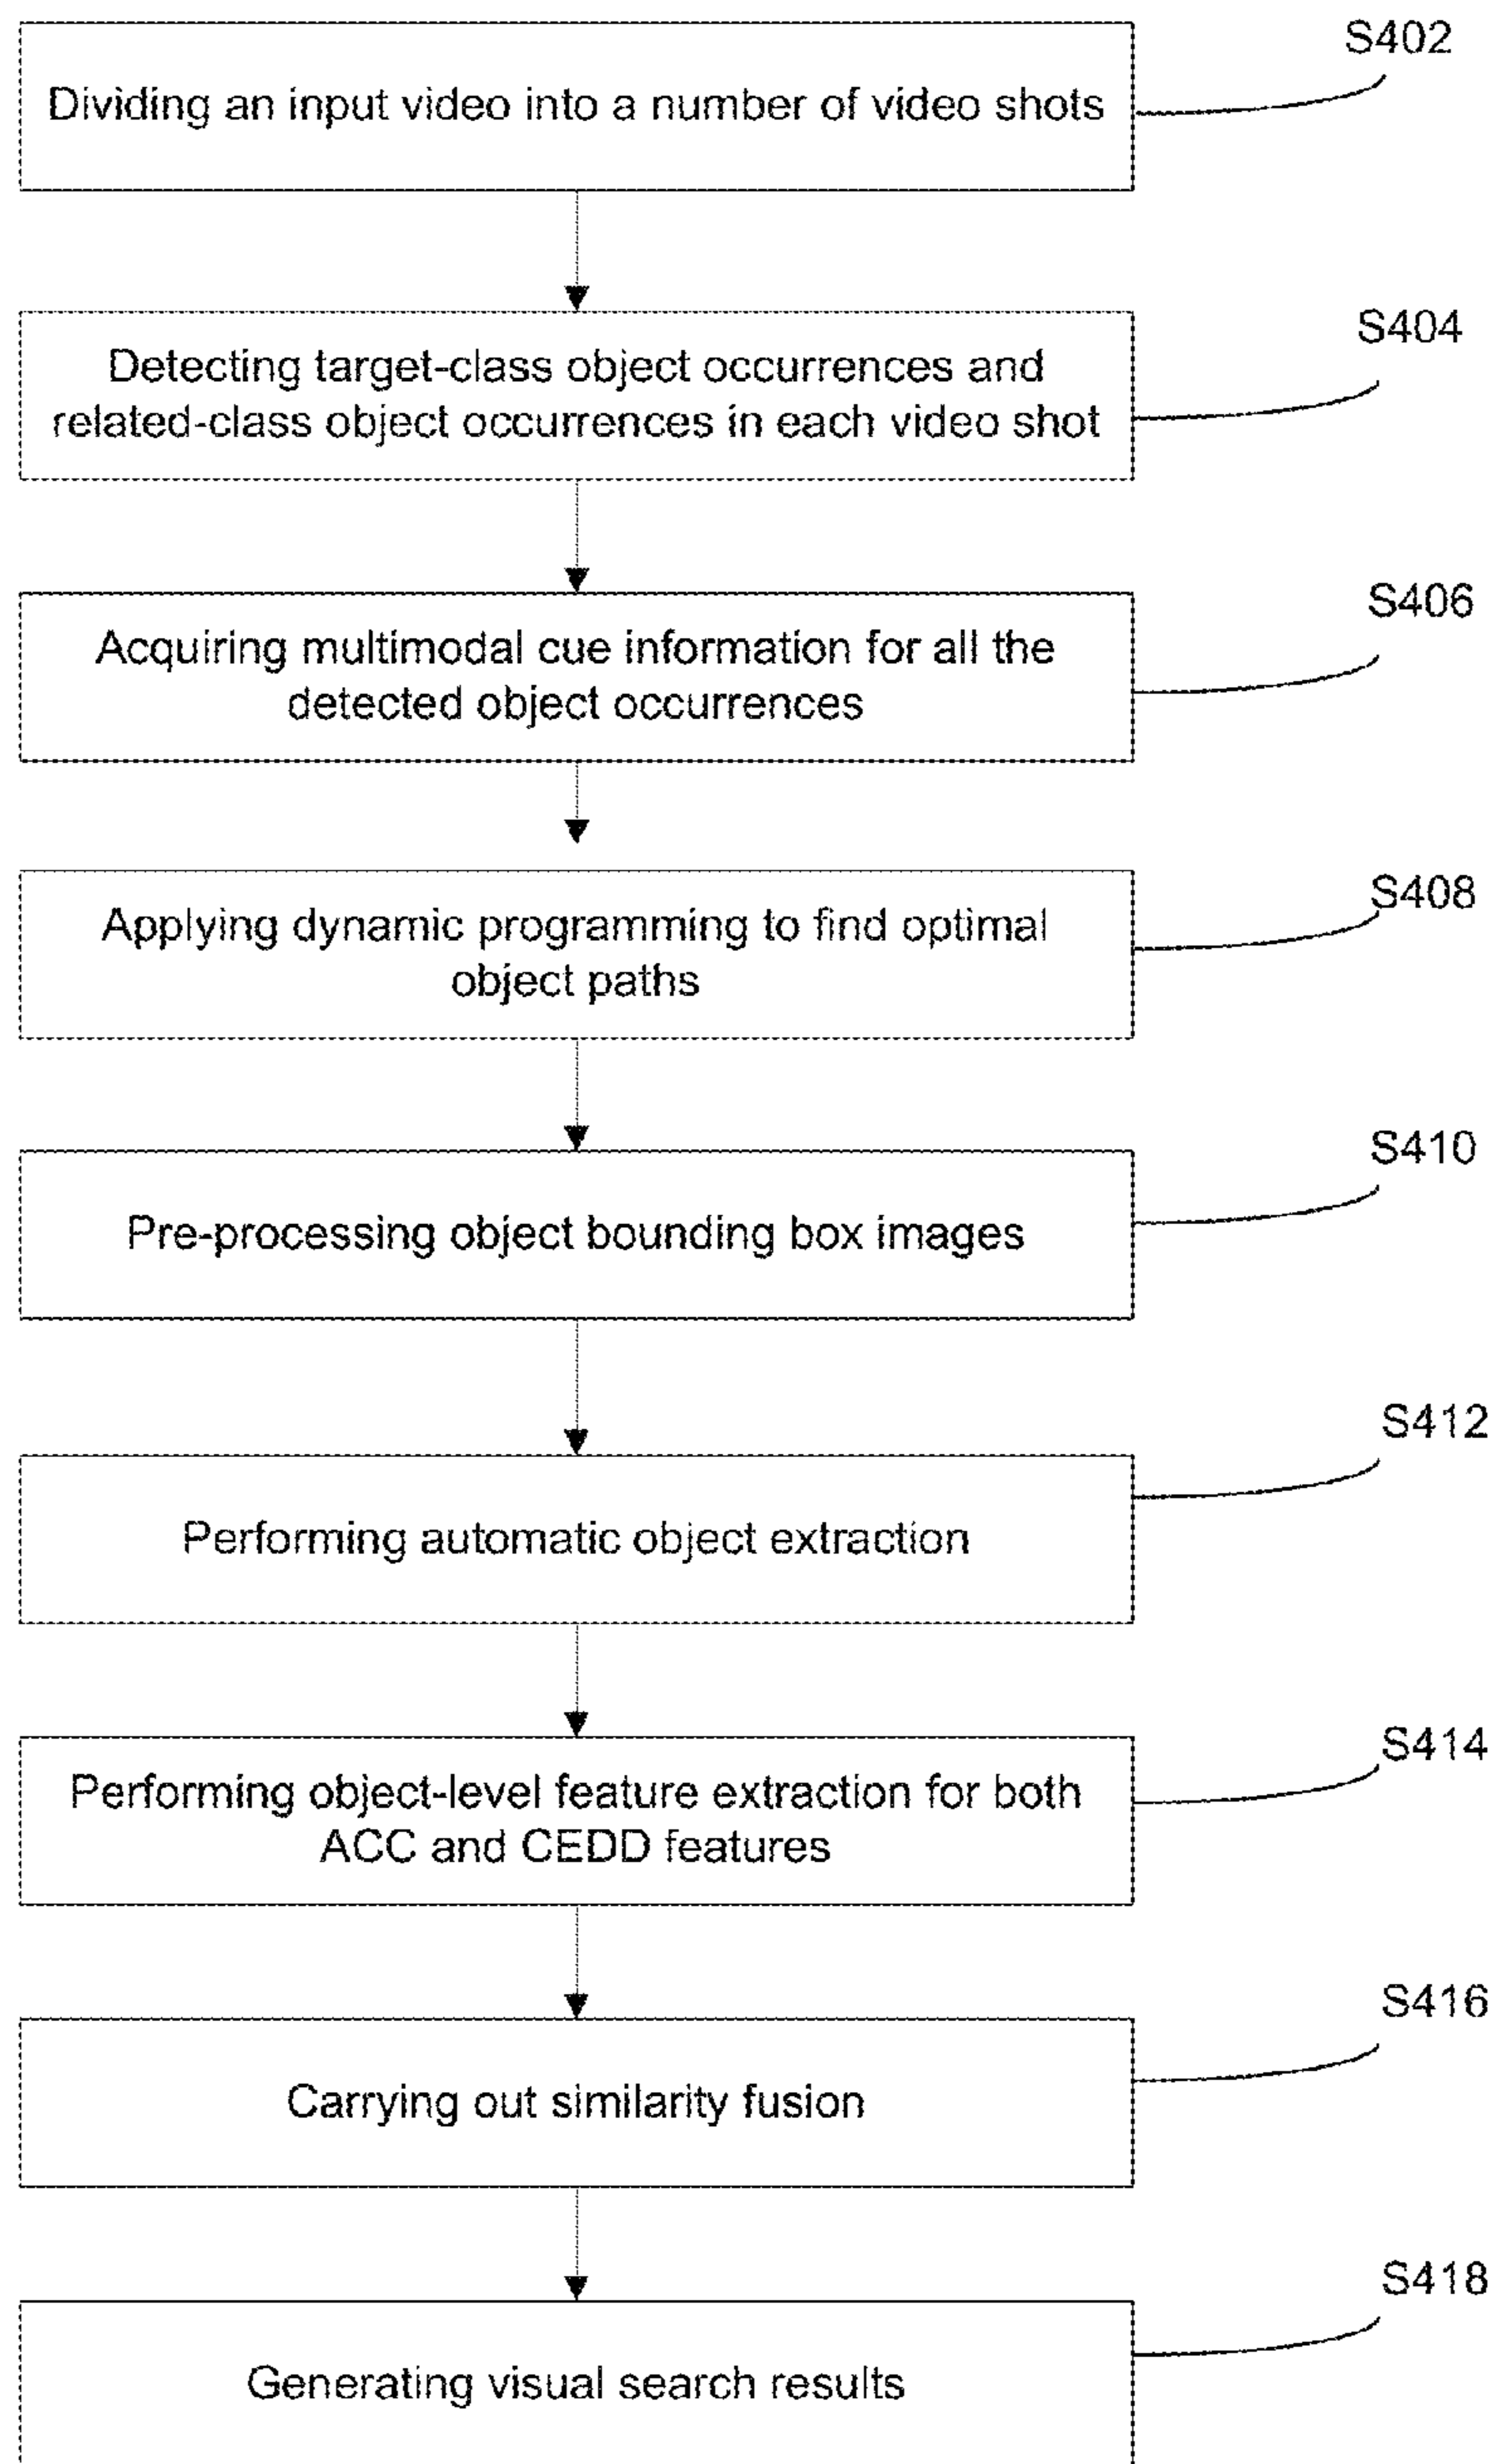 S402
Dividing an input video into a number of video shots
S404
Detecting target-class object occurrences and
related-class object occurrences in each video shot
S406
Acquiring multimodal cue information for all the
detected object occurrences
S408
Applying dynamic programming to find optimal
object paths
S410
Pre-processing object bounding box images
S412
Performing automatic object extraction
S414
Performing object-level feature extraction for both
ACC and CEDD features
S416
Carrying out similarity fusion
S418
Generating visual search results